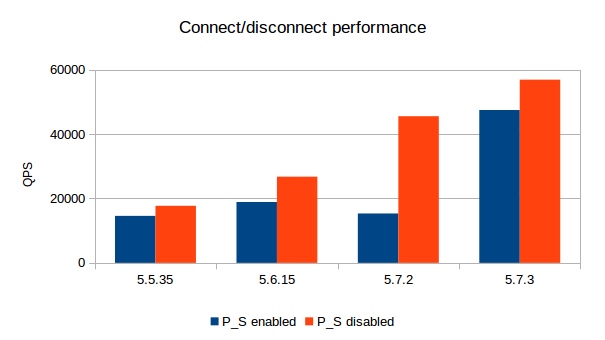 Connect/disconnect performance
60000
40000
20000
0
QPS
5.5.35 5.6.15 5.7.2 5.7.3
P_S enabled P_S disabled